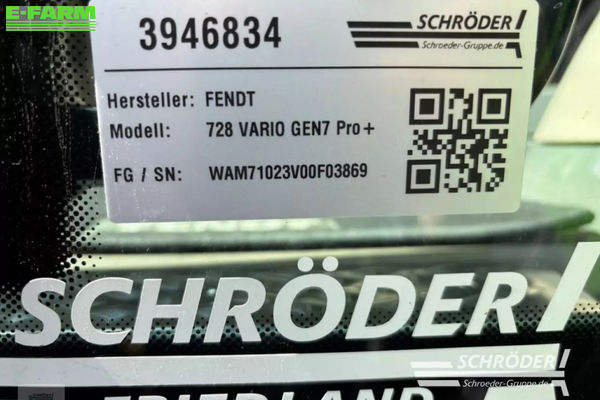 E-FARM
3946834
SCHRÖDER
Schroeder-Gruppe.de
Hersteller: FENDT
Modell: 728 VARIO GEN7 Pro+
FG / SN: WAM71023V00F03869
SCHRÖDER
SCHRÖDER
Schroeder-Gruppe.de
FRIEDLAND